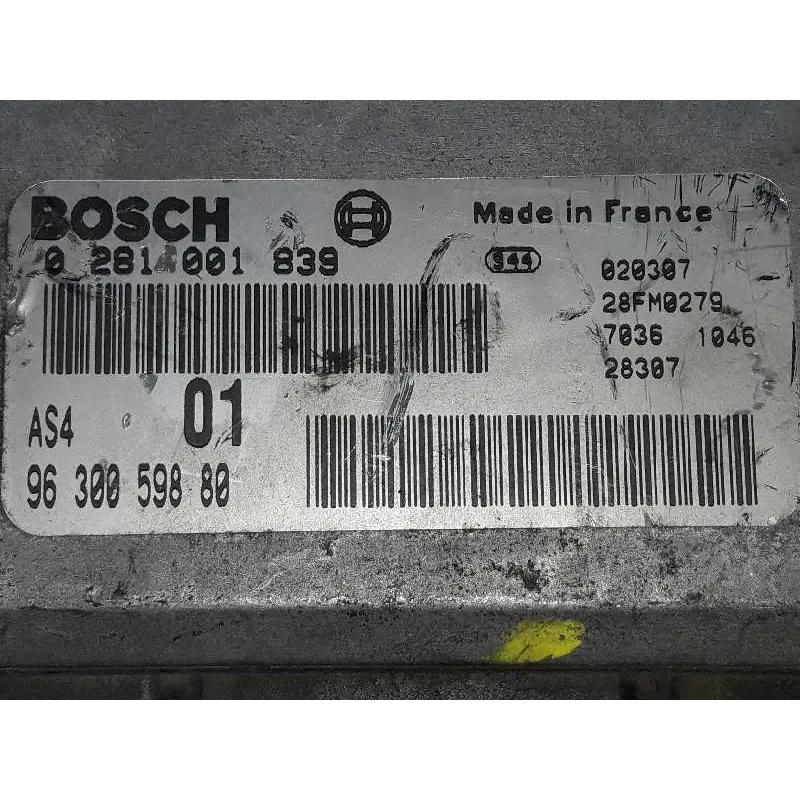 BOSCH
Made in France
0 281 001 839
944
020307
28FM0279
7036 1046
28307
AS4 01
96 300 598 80